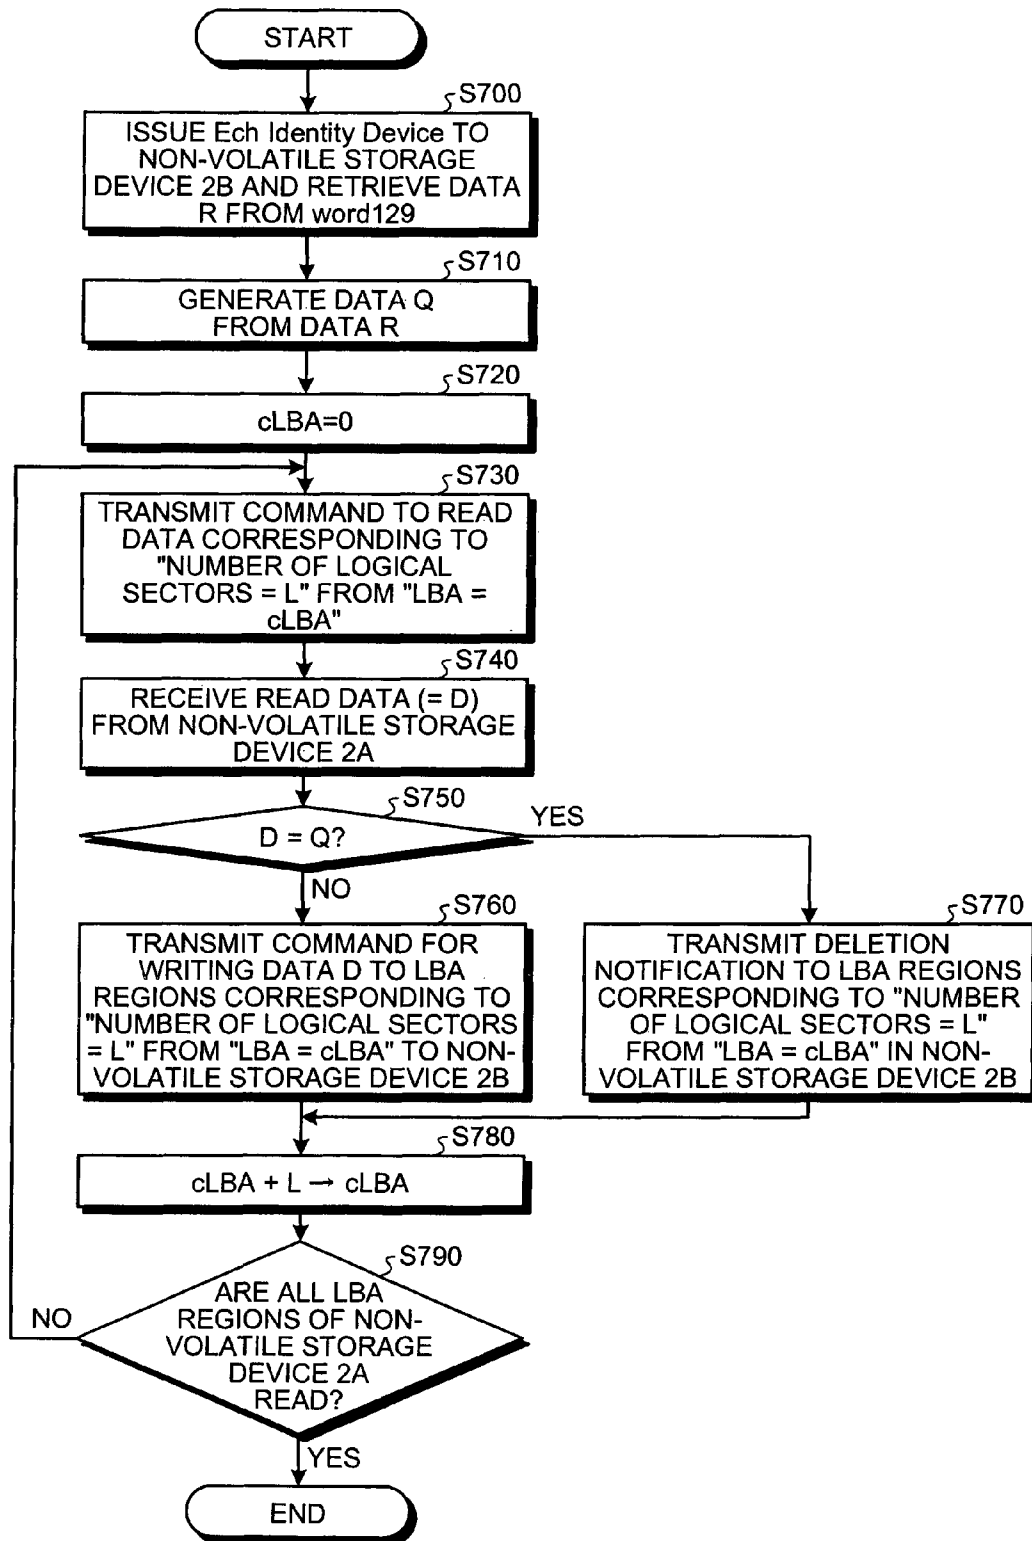 START
S700
ISSUE Ech Identity Device TO
NON-VOLATILE STORAGE
DEVICE 2B AND RETRIEVE DATA
R FROM word129
S710
GENERATE DATA Q
FROM DATA R
S720
cLBA=0
S730
TRANSMIT COMMAND TO READ
DATA CORRESPONDING TO
"NUMBER OF LOGICAL
SECTORS = L" FROM "LBA =
cLBA"
S740
RECEIVE READ DATA (= D)
FROM NON-VOLATILE STORAGE
DEVICE 2A
S750
D = Q?
YES
NO
S760
TRANSMIT COMMAND FOR
WRITING DATA D TO LBA
REGIONS CORRESPONDING TO
"NUMBER OF LOGICAL SECTORS
= L" FROM "LBA = cLBA" TO NON-
VOLATILE STORAGE DEVICE 2B
S770
TRANSMIT DELETION
NOTIFICATION TO LBA REGIONS
CORRESPONDING TO "NUMBER
OF LOGICAL SECTORS = L"
FROM "LBA = cLBA" IN NON-
VOLATILE STORAGE DEVICE 2B
S780
cLBA + L → cLBA
S790
ARE ALL LBA
REGIONS OF NON-
VOLATILE STORAGE
DEVICE 2A
READ?
NO
YES
END